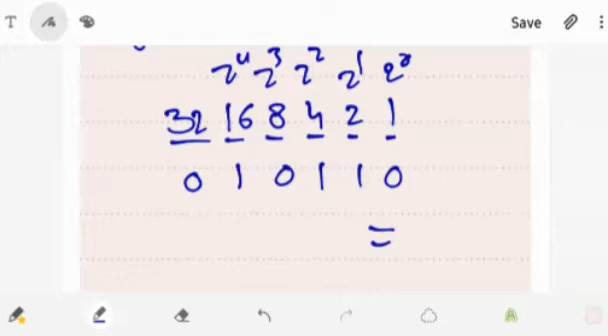 T Save
2⁴ 2³ 2² 2¹ 2⁰
32 16 8 4 2 1
0 1 0 1 1 0
=
A